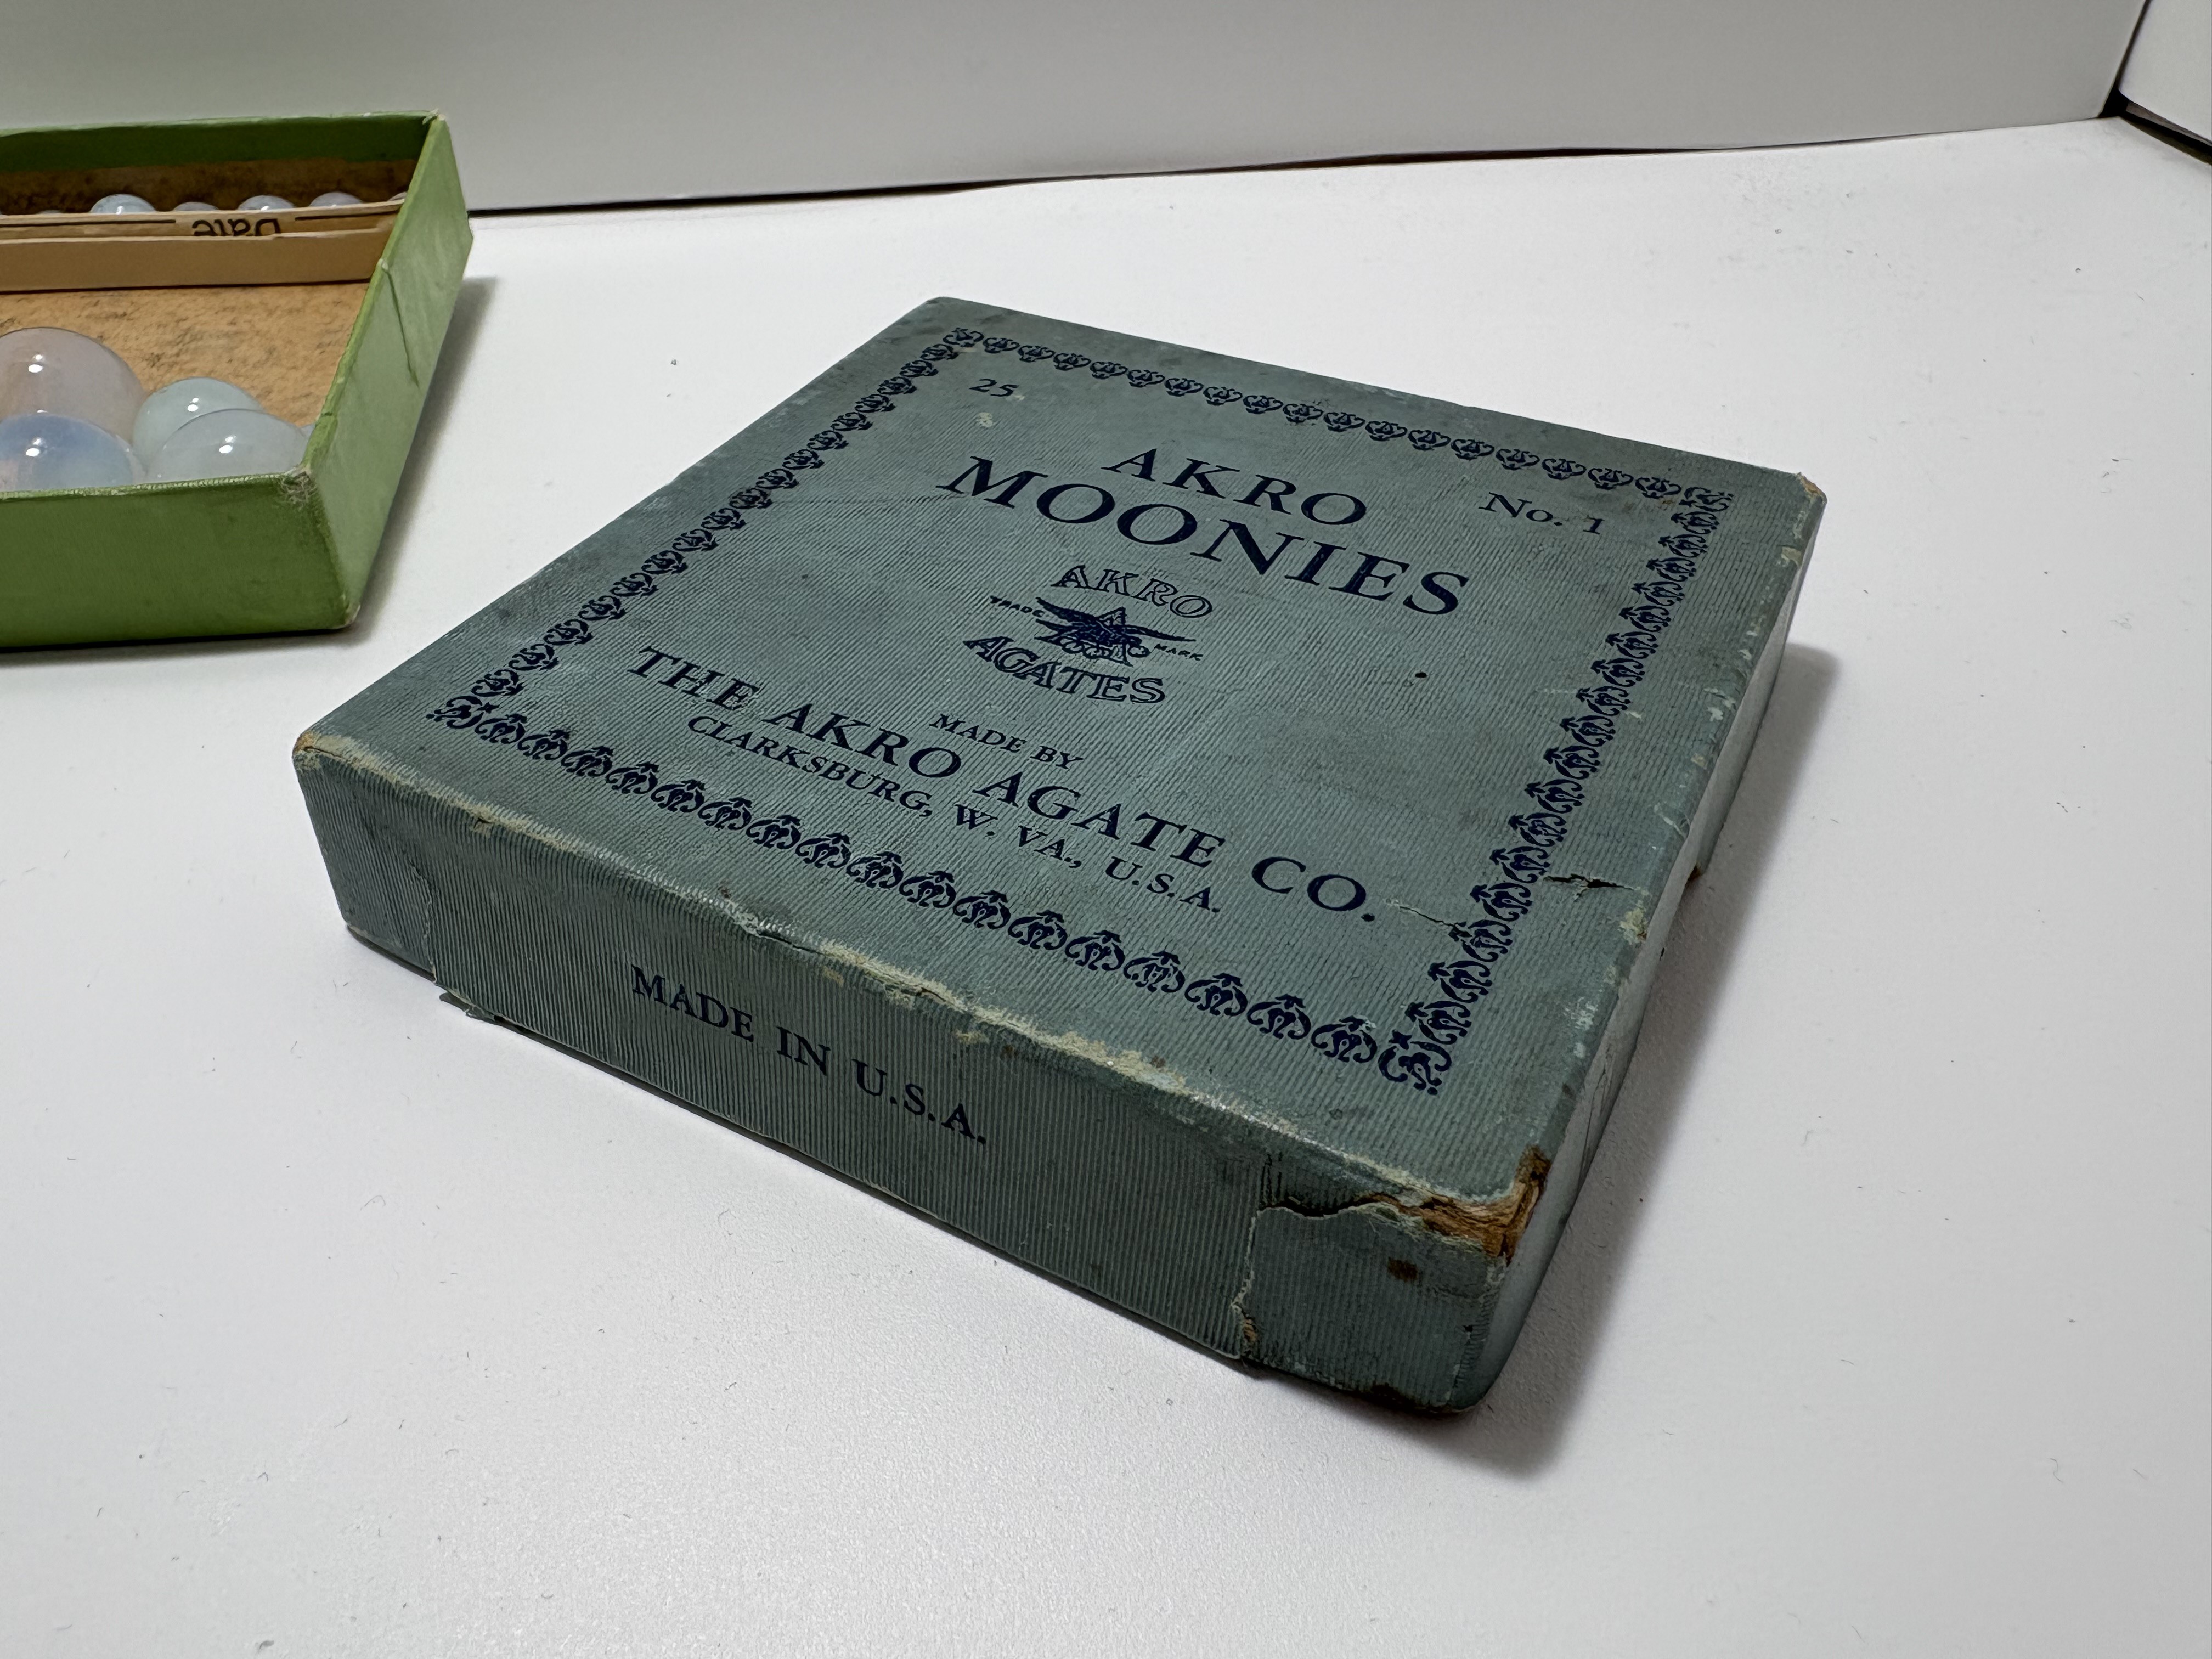 25
No. 1
AKRO
MOONIES
AKRO
TRADE MARK
AGATES
MADE BY
THE AKRO AGATE CO.
CLARKSBURG, W. VA., U.S.A.
MADE IN U.S.A.
Date